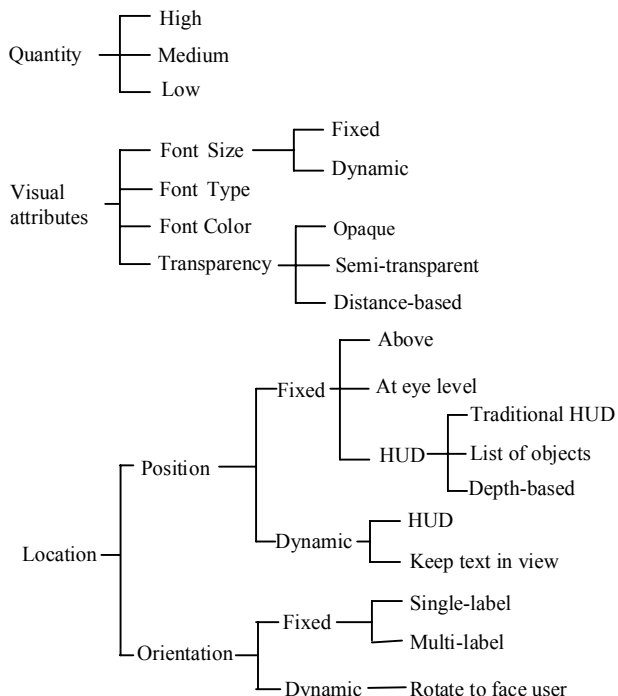 High
Quantity
Medium
Low
Font Size
Fixed
Dynamic
Visual
attributes
Font Type
Font Color
Transparency
Opaque
Semi-transparent
Distance-based
Location
Position
Fixed
Above
At eye level
HUD
Traditional HUD
List of objects
Depth-based
Dynamic
HUD
Keep text in view
Orientation
Fixed
Single-label
Multi-label
Dynamic
Rotate to face user